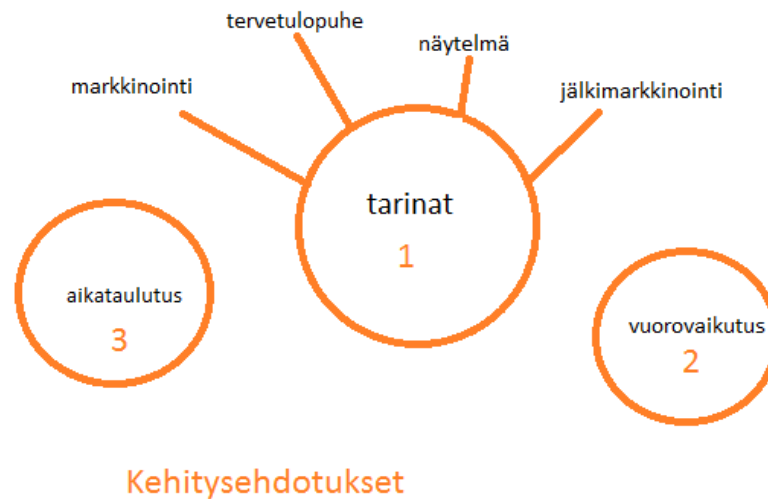 tervetulopuhe
näytelmä
markkinointi
jälkimarkkinointi
tarinat
1
aikataulutus
3
vuorovaikutus
2
Kehitysehdotukset